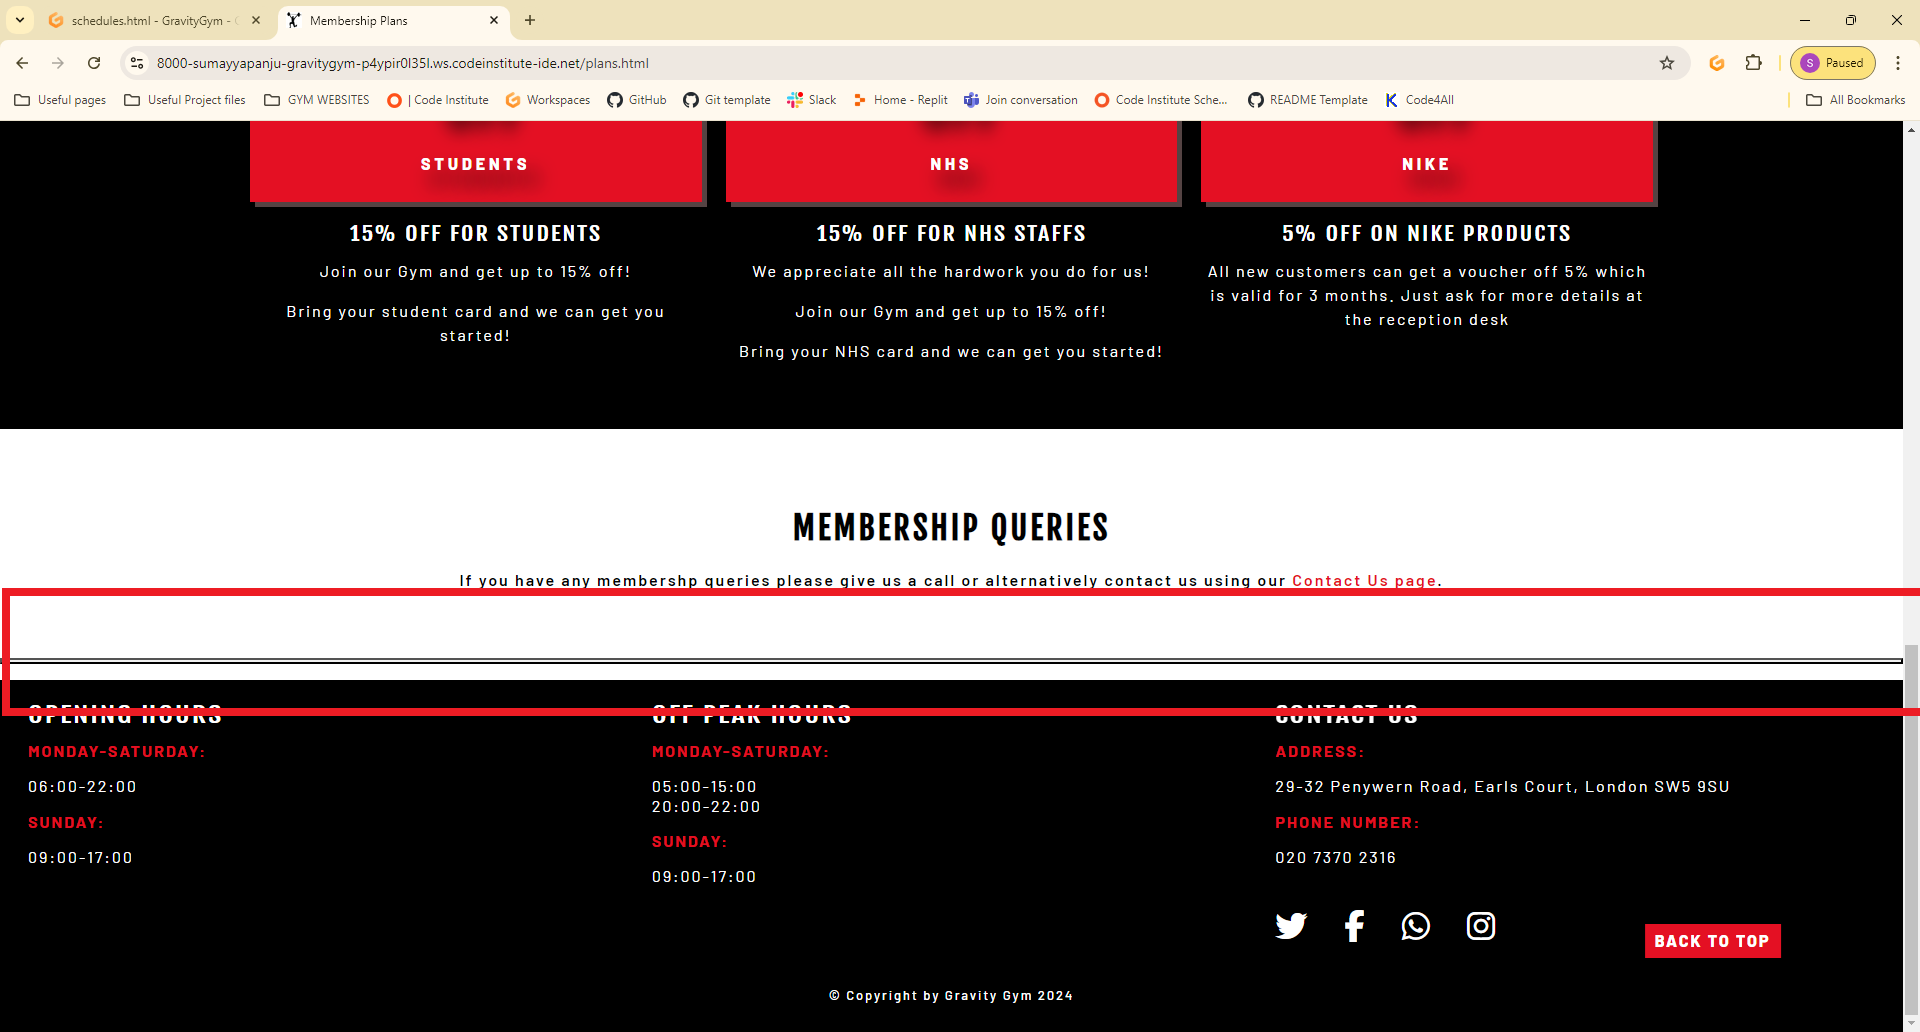 schedules.html - GravityGym -
Membership Plans
8000-sumayyapanju-gravitygym-p4ypir0l35l.ws.codeinstitute-ide.net/plans.html
S Paused
Useful pages Useful Project files GYM WEBSITES | Code Institute Workspaces GitHub Git template Slack Home - Replit Join conversation Code Institute Sche... README Template Code4All All Bookmarks
STUDENTS
NHS
NIKE
15% OFF FOR STUDENTS
Join our Gym and get up to 15% off!
Bring your student card and we can get you
started!
15% OFF FOR NHS STAFFS
We appreciate all the hardwork you do for us!
Join our Gym and get up to 15% off!
Bring your NHS card and we can get you started!
5% OFF ON NIKE PRODUCTS
All new customers can get a voucher off 5% which
is valid for 3 months. Just ask for more details at
the reception desk
MEMBERSHIP QUERIES
If you have any membershp queries please give us a call or alternatively contact us using our Contact Us page.
OPENING HOURS
MONDAY-SATURDAY:
06:00-22:00
SUNDAY:
09:00-17:00
OFF PEAK HOURS
MONDAY-SATURDAY:
05:00-15:00
20:00-22:00
SUNDAY:
09:00-17:00
CONTACT US
ADDRESS:
29-32 Penywern Road, Earls Court, London SW5 9SU
PHONE NUMBER:
020 7370 2316
BACK TO TOP
© Copyright by Gravity Gym 2024